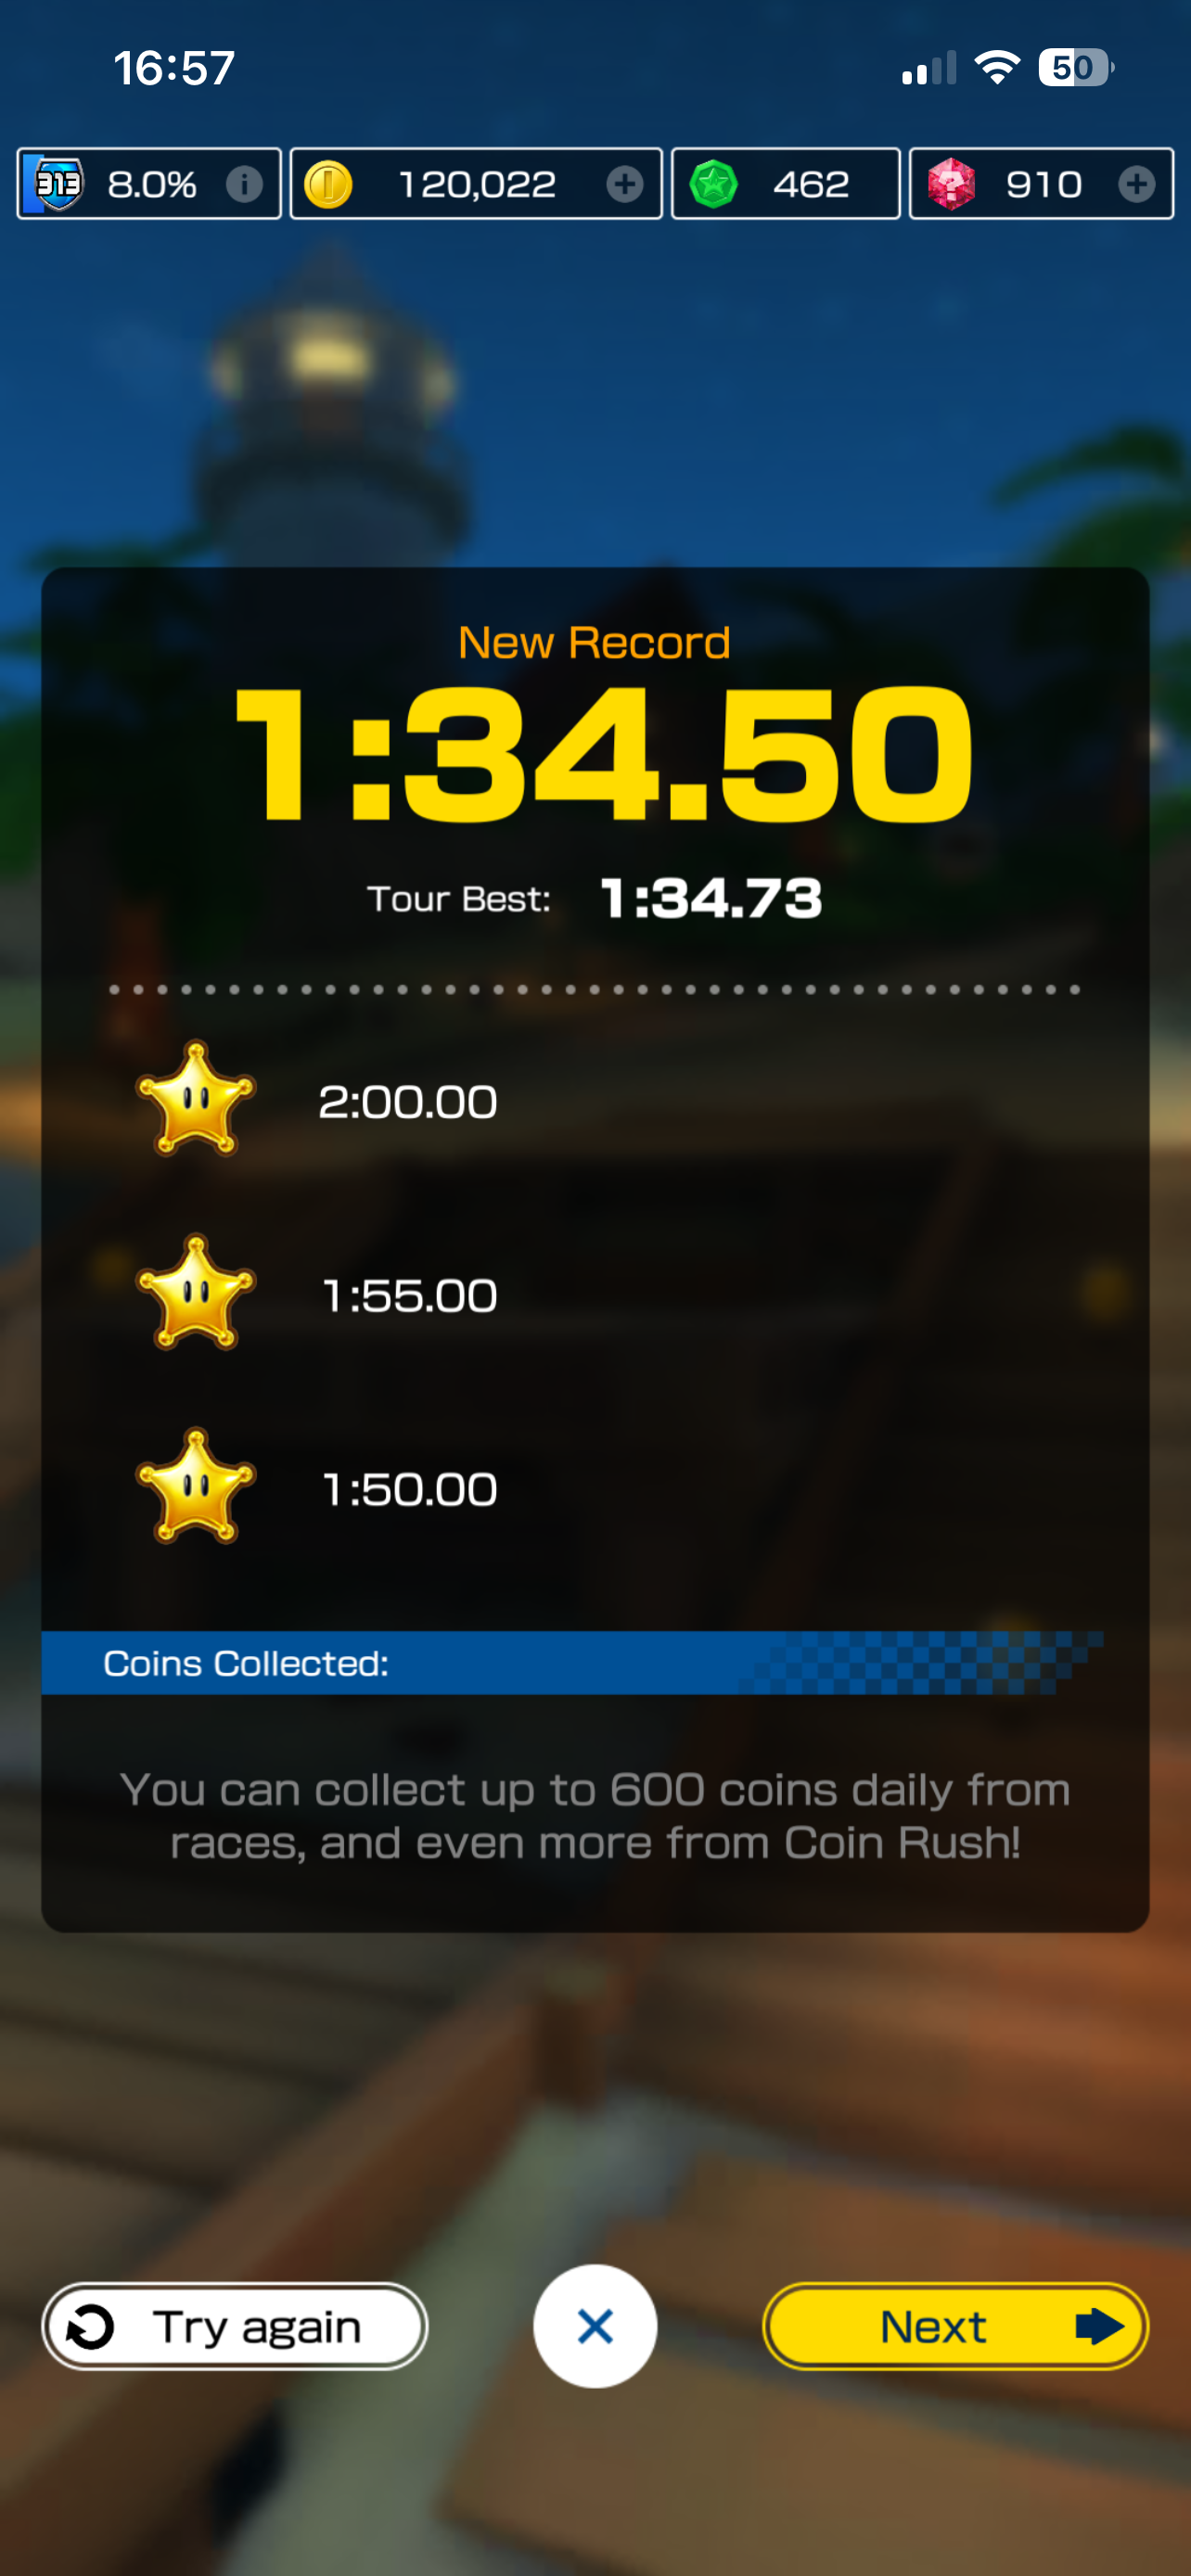 16:57
50
313 8.0% 120,022 462 910
New Record
1:34.50
Tour Best: 1:34.73
2:00.00
1:55.00
1:50.00
Coins Collected:
You can collect up to 600 coins daily from
races, and even more from Coin Rush!
Try again
Next